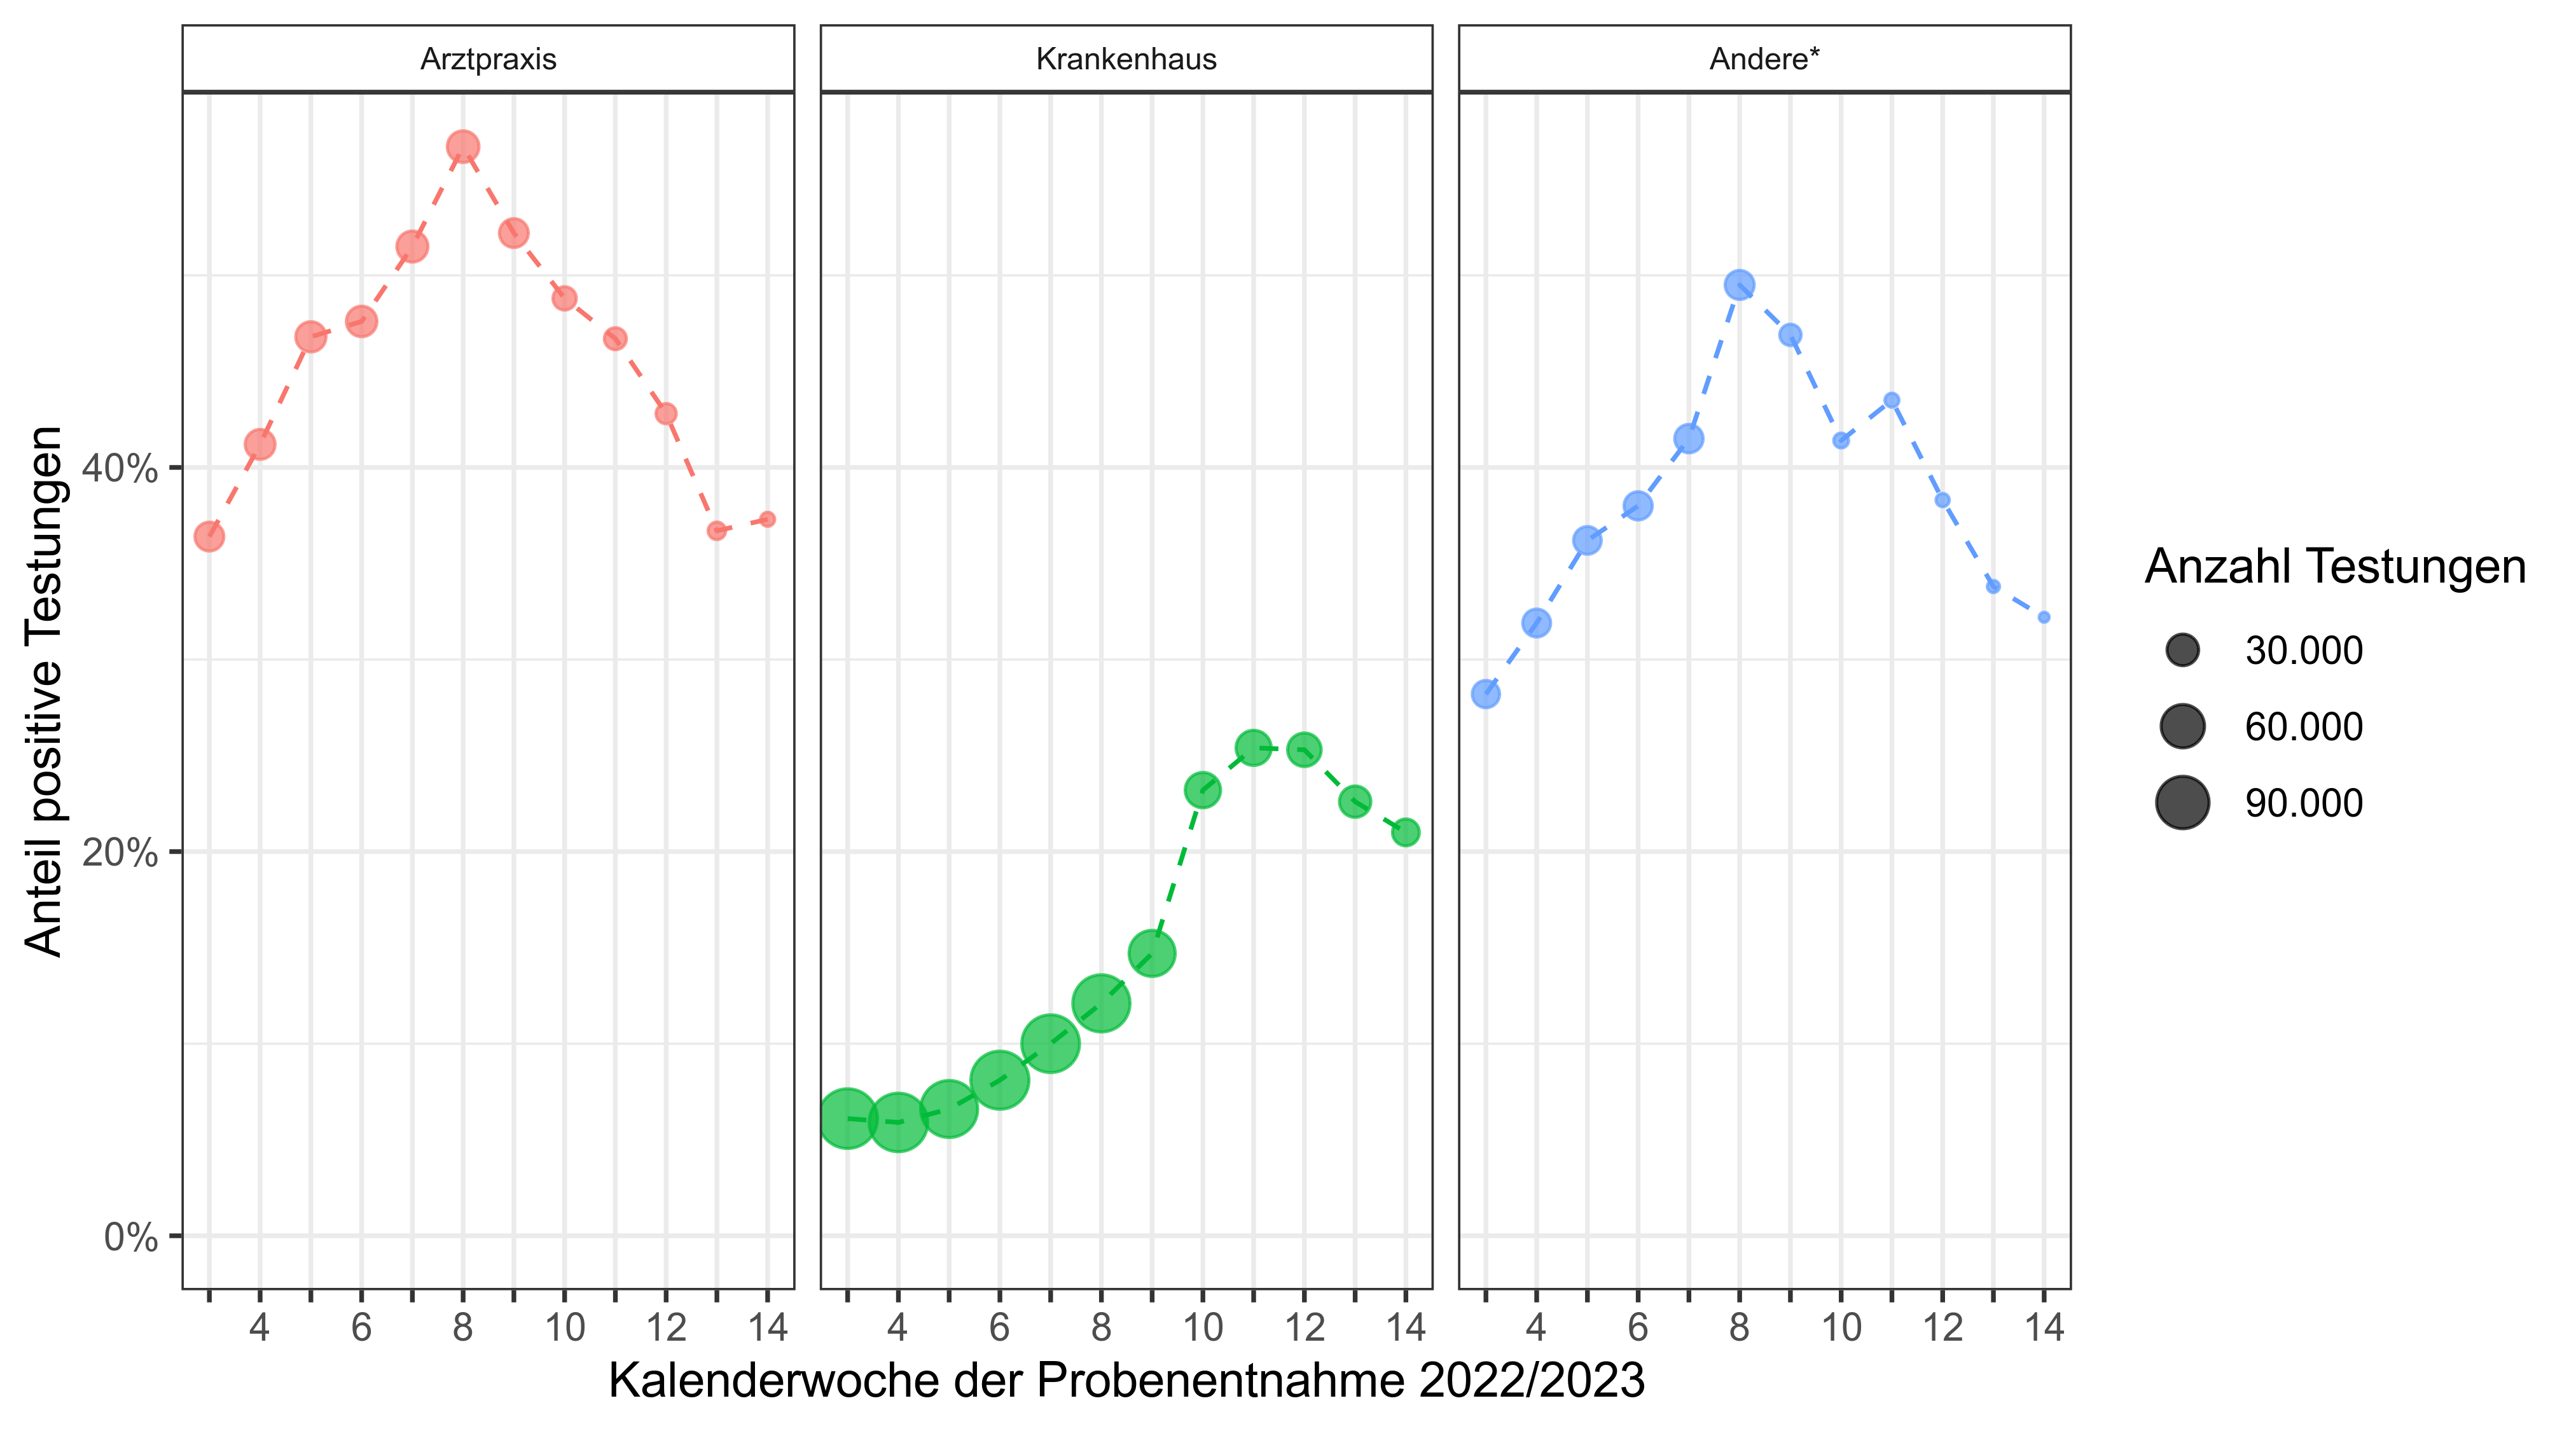 Arztpraxis
Krankenhaus
Andere*
Anteil positive Testungen
40%
20%
0%
4 6 8 10 12 14
4 6 8 10 12 14
4 6 8 10 12 14
Kalenderwoche der Probenentnahme 2022/2023
Anzahl Testungen
30.000
60.000
90.000